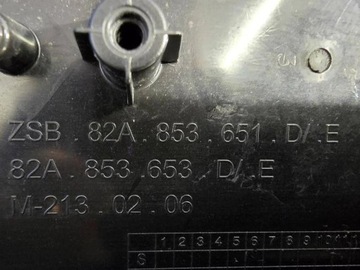 ZSB . 82A . 853 . 651 . D/ . E
82A . 853 . 653 . D/ . E
M-213 . 02 . 06
1 2 3 4 5 6 7 8 9 10 11
S